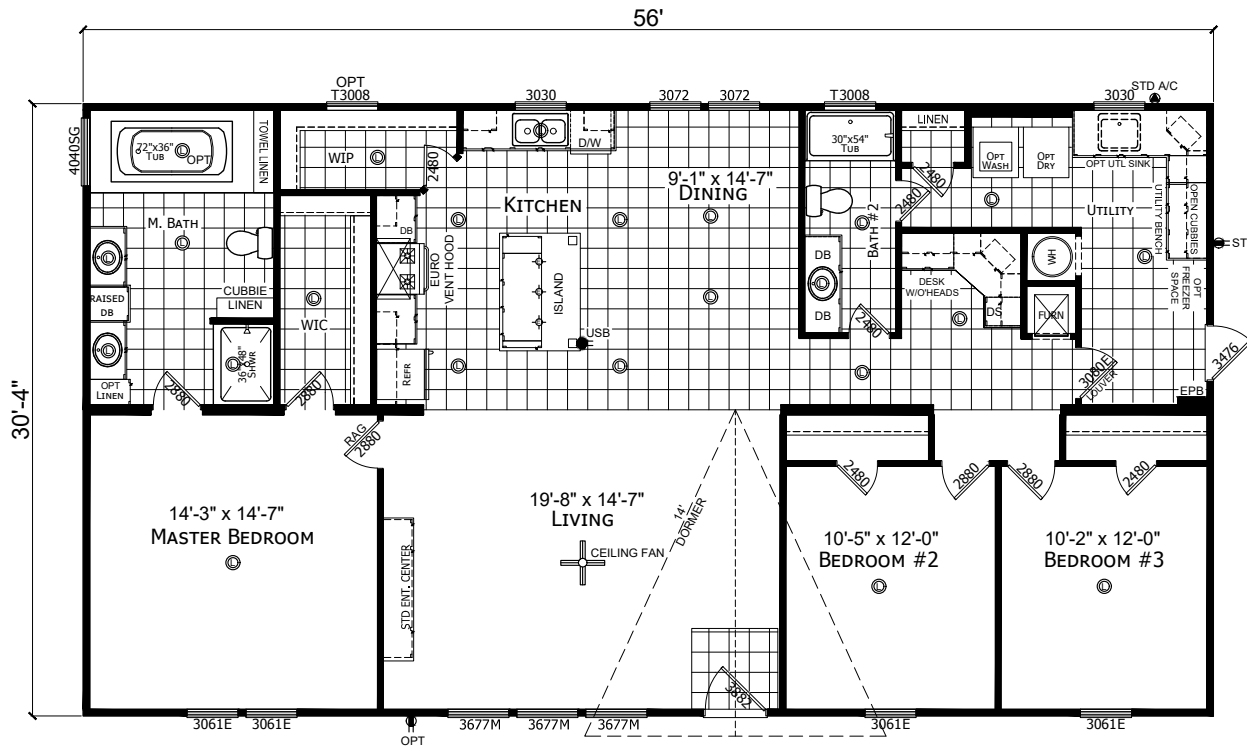 56'
30'-4"
OPT
T3008
3030
3072
3072
T3008
STD A/C
3030
4040SG
72"x36"
TUB
OPT
TOWEL LINEN
WIP
2480
D/W
9'-1" x 14'-7"
DINING
KITCHEN
30"x54"
TUB
LINEN
2480
2480
OPT
WASH
OPT
DRY
OPT UTL SINK
UTILITY
UTILITY BENCH
OPEN CUBBIES
ST
OPT
FREEZER
SPACE
M. BATH
RAISED
DB
CUBBIE
LINEN
WIC
DB
EURO
VENT HOOD
ISLAND
USB
REFR
BATH #2
DB
DB
2480
DESK
W/O'HEADS
DS
WH
FURN
3476
EPB
3080E
LOUVER
OPT
LINEN
2880
SHWR
2880
RAG
2880
14'-3" x 14'-7"
MASTER BEDROOM
STD ENT. CENTER
19'-8" x 14'-7"
LIVING
CEILING FAN
14'
DORMER
2480
2880
2880
2480
10'-5" x 12'-0"
BEDROOM #2
10'-2" x 12'-0"
BEDROOM #3
3882
3061E
3061E
OPT
3677M
3677M
3677M
3061E
3061E